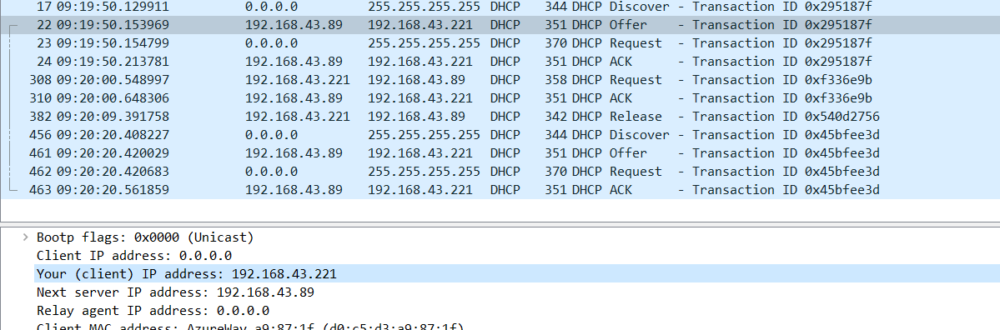 17 09:19:50.129911 0.0.0.0 255.255.255.255 DHCP 344 DHCP Discover - Transaction ID 0x295187f
22 09:19:50.153969 192.168.43.89 192.168.43.221 DHCP 351 DHCP Offer - Transaction ID 0x295187f
23 09:19:50.154799 0.0.0.0 255.255.255.255 DHCP 370 DHCP Request - Transaction ID 0x295187f
24 09:19:50.213781 192.168.43.89 192.168.43.221 DHCP 351 DHCP ACK - Transaction ID 0x295187f
308 09:20:00.548997 192.168.43.221 192.168.43.89 DHCP 358 DHCP Request - Transaction ID 0xf336e9b
310 09:20:00.648306 192.168.43.89 192.168.43.221 DHCP 351 DHCP ACK - Transaction ID 0xf336e9b
382 09:20:09.391758 192.168.43.221 192.168.43.89 DHCP 342 DHCP Release - Transaction ID 0x540d2756
456 09:20:20.408227 0.0.0.0 255.255.255.255 DHCP 344 DHCP Discover - Transaction ID 0x45bfee3d
461 09:20:20.420029 192.168.43.89 192.168.43.221 DHCP 351 DHCP Offer - Transaction ID 0x45bfee3d
462 09:20:20.420683 0.0.0.0 255.255.255.255 DHCP 370 DHCP Request - Transaction ID 0x45bfee3d
463 09:20:20.561859 192.168.43.89 192.168.43.221 DHCP 351 DHCP ACK - Transaction ID 0x45bfee3d
Bootp flags: 0x0000 (Unicast)
Client IP address: 0.0.0.0
Your (client) IP address: 192.168.43.221
Next server IP address: 192.168.43.89
Relay agent IP address: 0.0.0.0
Client MAC address: AzureWav_a9:87:1f (d0:c5:d3:a9:87:1f)